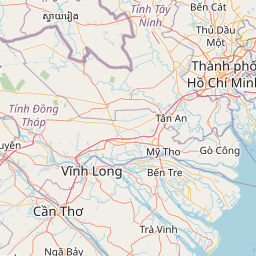 ស្វាយរៀង
Tỉnh Tây
Ninh
Bến Cát
Thủ Dầu
Một
Thành phố
Hồ Chí Minh
Tỉnh Đồng
Tháp
Tân An
Mỹ Tho
Gò Công
Vĩnh Long
Bến Tre
Cần Thơ
Trà Vinh
Ngã Bảy